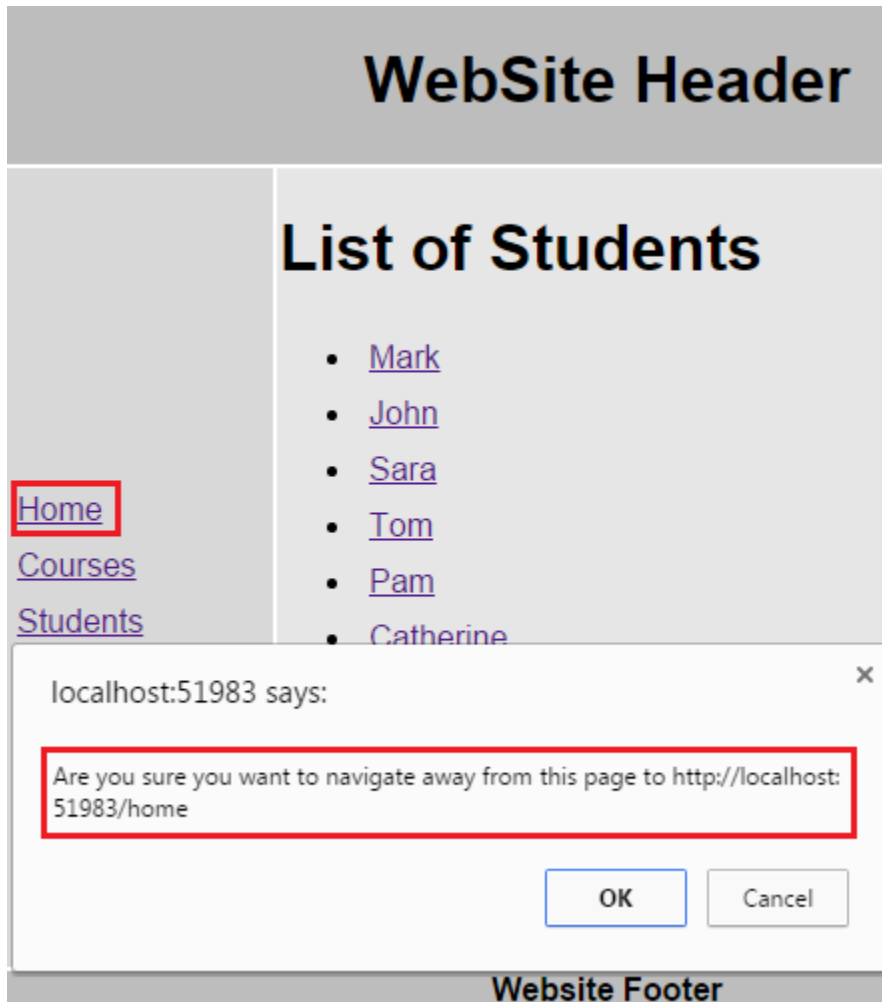 WebSite Header
List of Students
Mark
John
Sara
Tom
Pam
Catherine
Home
Courses
Students
localhost:51983 says:
Are you sure you want to navigate away from this page to http://localhost:
51983/home
OK
Cancel
Website Footer